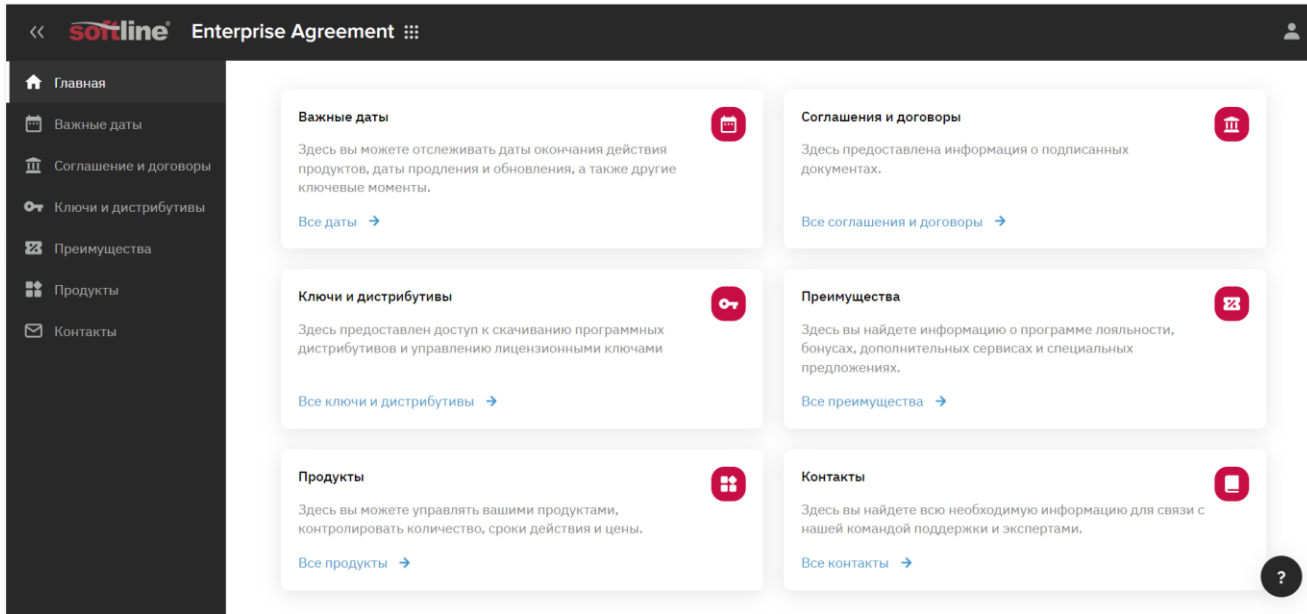 softline® Enterprise Agreement
Главная
Важные даты
Соглашение и договоры
Ключи и дистрибутивы
Преимущества
Продукты
Контакты
Важные даты
Здесь вы можете отслеживать даты окончания действия
продуктов, даты продления и обновления, а также другие
ключевые моменты.
Все даты →
Соглашения и договоры
Здесь предоставлена информация о подписанных
документах.
Все соглашения и договоры →
Ключи и дистрибутивы
Здесь предоставлен доступ к скачиванию программных
дистрибутивов и управлению лицензионными ключами
Все ключи и дистрибутивы →
Преимущества
Здесь вы найдете информацию о программе лояльности,
бонусах, дополнительных сервисах и специальных
предложениях.
Все преимущества →
Продукты
Здесь вы можете управлять вашими продуктами,
контролировать количество, сроки действия и цены.
Все продукты →
Контакты
Здесь вы найдете всю необходимую информацию для связи с
нашей командой поддержки и экспертами.
Все контакты →
?